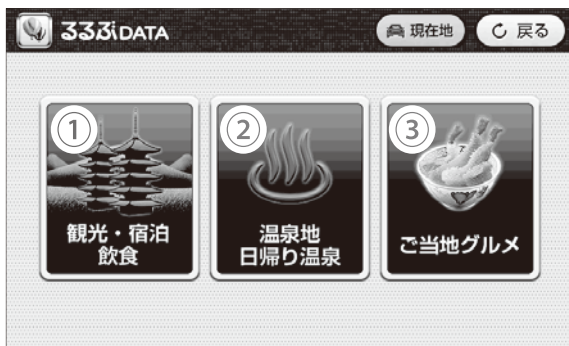 るるぶDATA
現在地
戻る
①
観光・宿泊
飲食
②
温泉地
日帰り温泉
③
ご当地グルメ